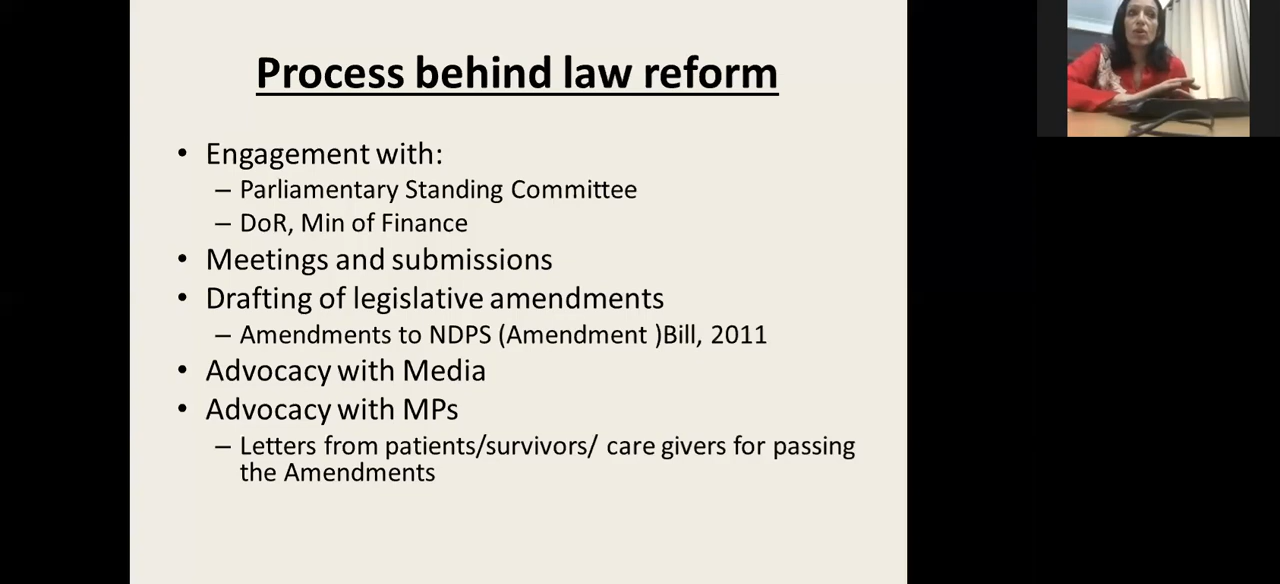 Process behind law reform
• Engagement with:
– Parliamentary Standing Committee
– DoR, Min of Finance
• Meetings and submissions
• Drafting of legislative amendments
– Amendments to NDPS (Amendment )Bill, 2011
• Advocacy with Media
• Advocacy with MPs
– Letters from patients/survivors/ care givers for passing
the Amendments